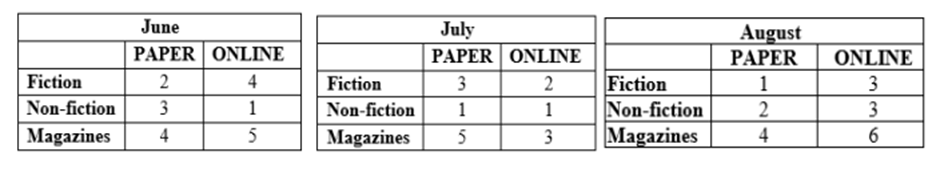 June
PAPER ONLINE
Fiction 2 4
Non-fiction 3 1
Magazines 4 5
July
PAPER ONLINE
Fiction 3 2
Non-fiction 1 1
Magazines 5 3
August
PAPER ONLINE
Fiction 1 3
Non-fiction 2 3
Magazines 4 6